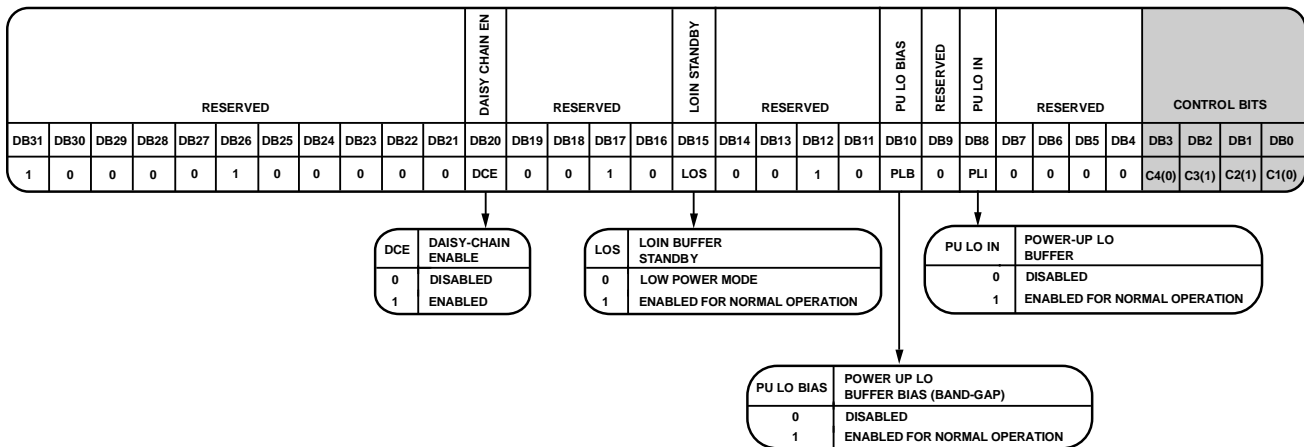 RESERVED DAISY CHAIN EN RESERVED LOIN STANDBY RESERVED PU LO BIAS RESERVED PU LO IN RESERVED CONTROL BITS
DB31 DB30 DB29 DB28 DB27 DB26 DB25 DB24 DB23 DB22 DB21 DB20 DB19 DB18 DB17 DB16 DB15 DB14 DB13 DB12 DB11 DB10 DB9 DB8 DB7 DB6 DB5 DB4 DB3 DB2 DB1 DB0
1 0 0 0 0 1 0 0 0 0 0 DCE 0 0 1 0 LOS 0 0 1 0 PLB 0 PLI 0 0 0 0 C4(0) C3(1) C2(1) C1(0)
DCE DAISY-CHAIN
ENABLE
0 DISABLED
1 ENABLED
LOS LOIN BUFFER
STANDBY
0 LOW POWER MODE
1 ENABLED FOR NORMAL OPERATION
PU LO IN POWER-UP LO
BUFFER
0 DISABLED
1 ENABLED FOR NORMAL OPERATION
PU LO BIAS POWER UP LO
BUFFER BIAS (BAND-GAP)
0 DISABLED
1 ENABLED FOR NORMAL OPERATION